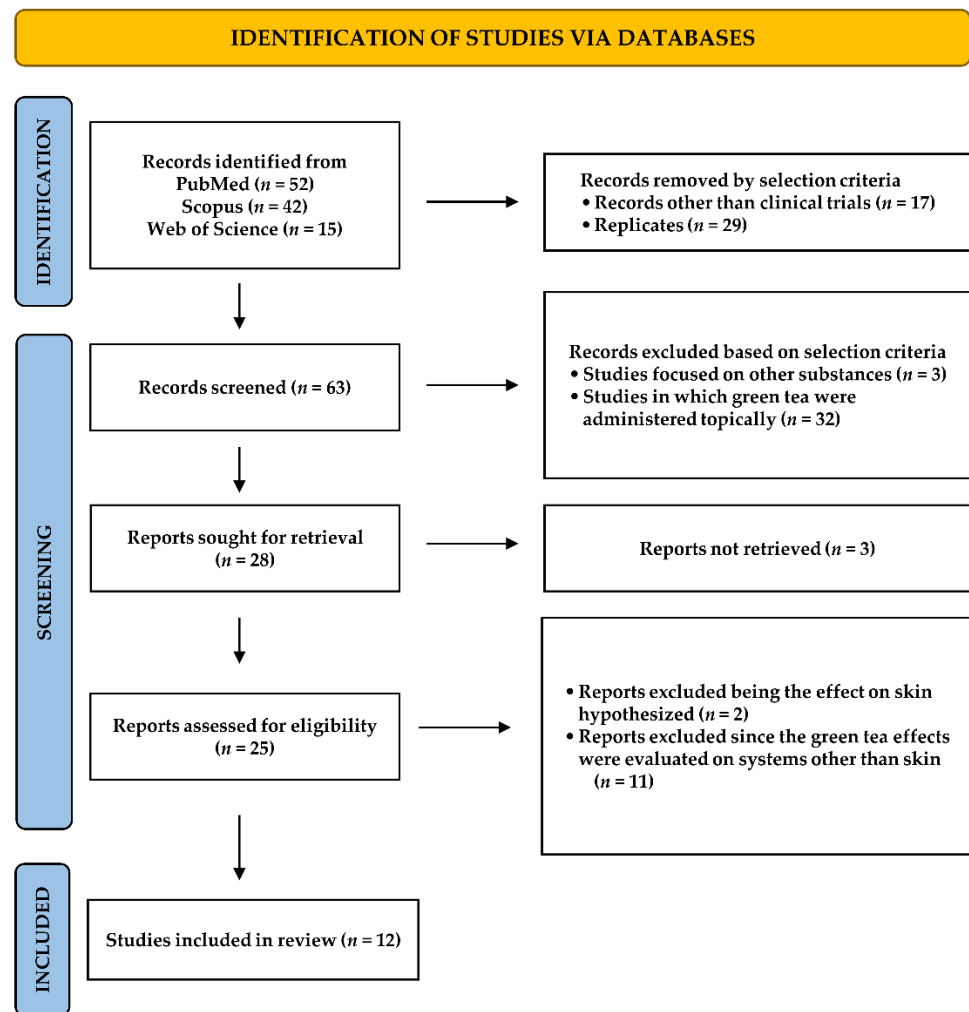 IDENTIFICATION OF STUDIES VIA DATABASES
IDENTIFICATION
Records identified from
PubMed (n = 52)
Scopus (n = 42)
Web of Science (n = 15)
Records removed by selection criteria
• Records other than clinical trials (n = 17)
• Replicates (n = 29)
SCREENING
Records screened (n = 63)
Records excluded based on selection criteria
• Studies focused on other substances (n = 3)
• Studies in which green tea were
administered topically (n = 32)
Reports sought for retrieval
(n = 28)
Reports not retrieved (n = 3)
Reports assessed for eligibility
(n = 25)
• Reports excluded being the effect on skin
hypothesized (n = 2)
• Reports excluded since the green tea effects
were evaluated on systems other than skin
(n = 11)
INCLUDED
Studies included in review (n = 12)